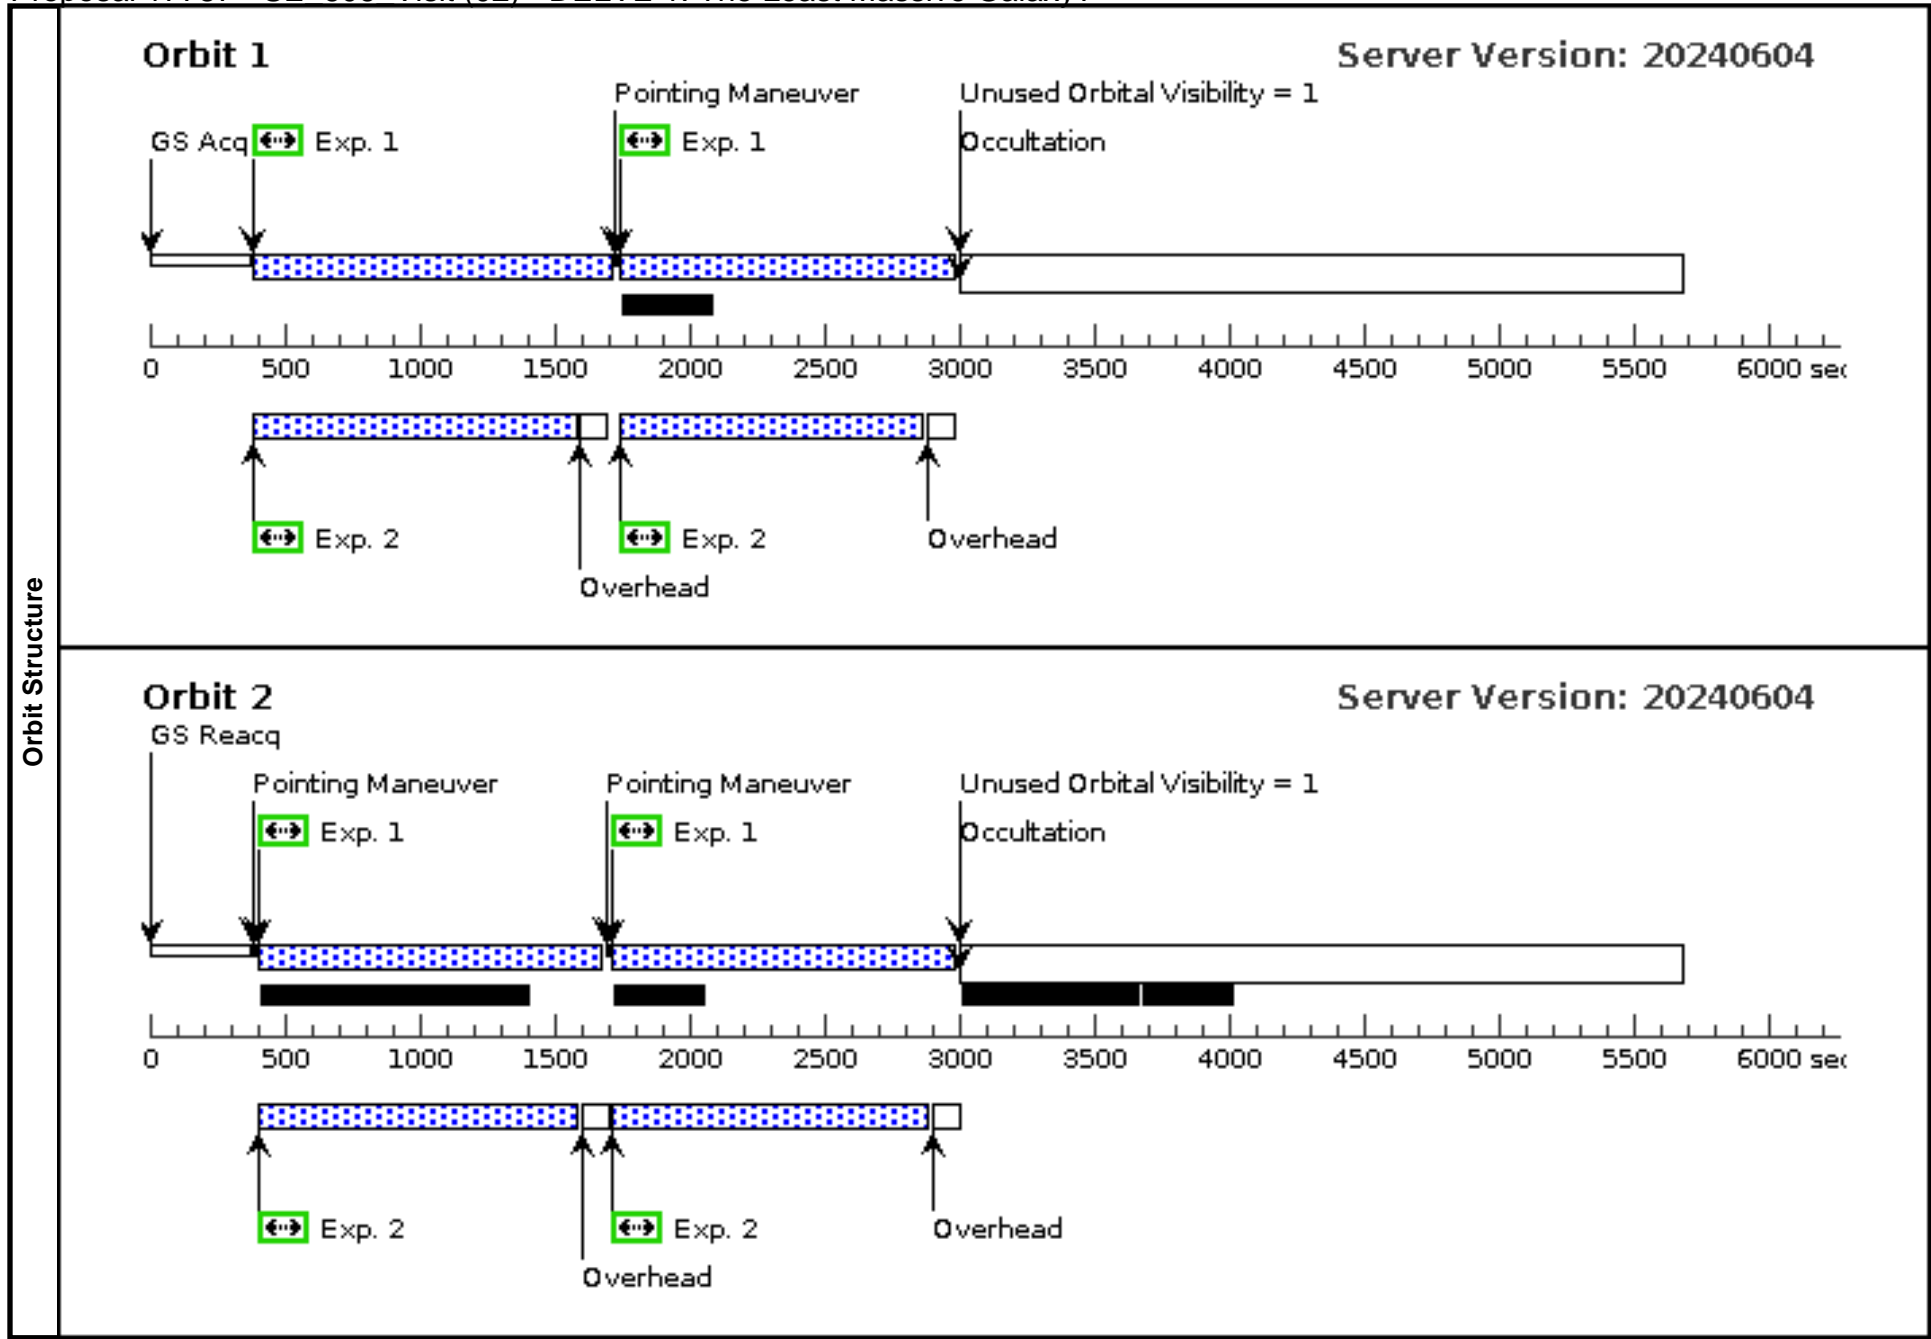 Orbit Structure
Orbit 1
Server Version: 20240604
Pointing Maneuver
Unused Orbital Visibility = 1
GS Acq
Exp. 1
Exp. 1
Occultation
0 500 1000 1500 2000 2500 3000 3500 4000 4500 5000 5500 6000
Exp. 2
Exp. 2
Overhead
Overhead
Orbit 2
Server Version: 20240604
GS Reacq
Pointing Maneuver
Pointing Maneuver
Unused Orbital Visibility = 1
Exp. 1
Exp. 1
Occultation
0 500 1000 1500 2000 2500 3000 3500 4000 4500 5000 5500 6000
Exp. 2
Exp. 2
Overhead
Overhead